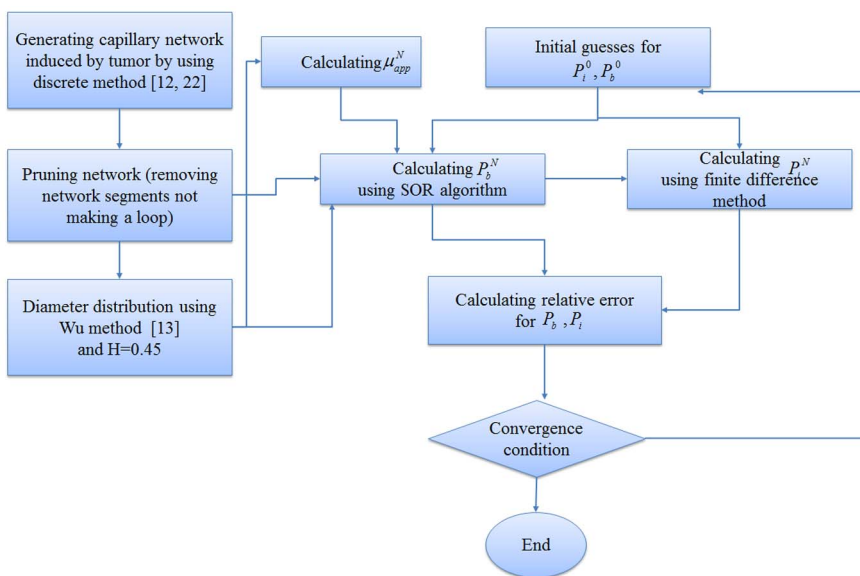 Generating capillary network
induced by tumor by using
discrete method [12, 22]
Calculating μ_app^N
Initial guesses for
P_i^0, P_b^0
Pruning network (removing
network segments not
making a loop)
Calculating P_b^N
using SOR algorithm
Calculating P_i^N
using finite difference
method
Diameter distribution using
Wu method [13]
and H=0.45
Calculating relative error
for P_b, P_i
Convergence
condition
End